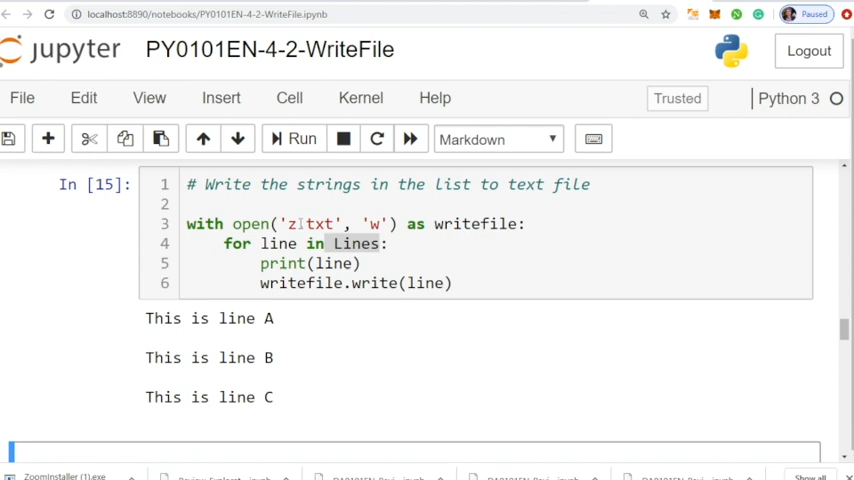 localhost:8890/notebooks/PY0101EN-4-2-WriteFile.ipynb
Paused
jupyter PY0101EN-4-2-WriteFile
Logout
File Edit View Insert Cell Kernel Help
Trusted
Python 3
Run
Markdown
In [15]:
1 # Write the strings in the List to text file
2
3 with open('z.txt', 'w') as writefile:
4 for line in Lines:
5 print(line)
6 writefile.write(line)
This is line A
This is line B
This is line C
ZoomInstaller (1).exe
Show all